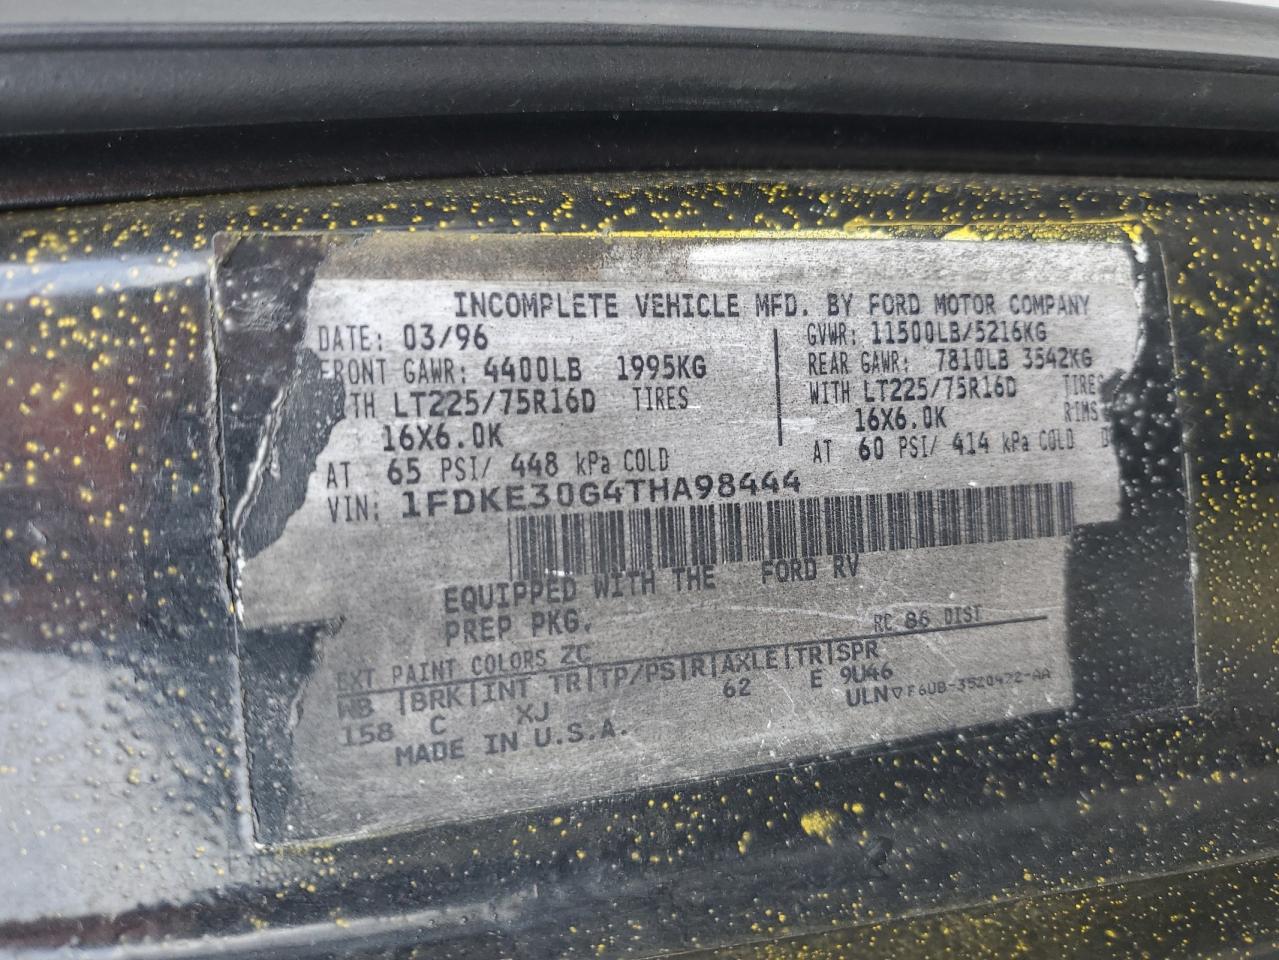 INCOMPLETE VEHICLE MFD. BY FORD MOTOR COMPANY
DATE: 03/96
FRONT GAWR: 4400LB 1995KG
TH LT225/75R16D TIRES
16X6.0K
AT 65 PSI/ 448 kPa COLD
GVWR: 11500LB/5216KG
REAR GAWR: 7810LB 3542KG
WITH LT225/75R16D TIRES
16X6.0K RIMS
AT 60 PSI/ 414 kPa COLD D
VIN: 1FDKE30G4THA98444
EQUIPPED WITH THE FORD RV
PREP PKG.
RC 86 DIST
EXT PAINT COLORS ZC
WB |BRK|INT TR|TP/PS|R|AXLE|TR|SPR
158 C XJ 62 E 9U46
MADE IN U.S.A.
ULN▽F6UB-3520472-AA